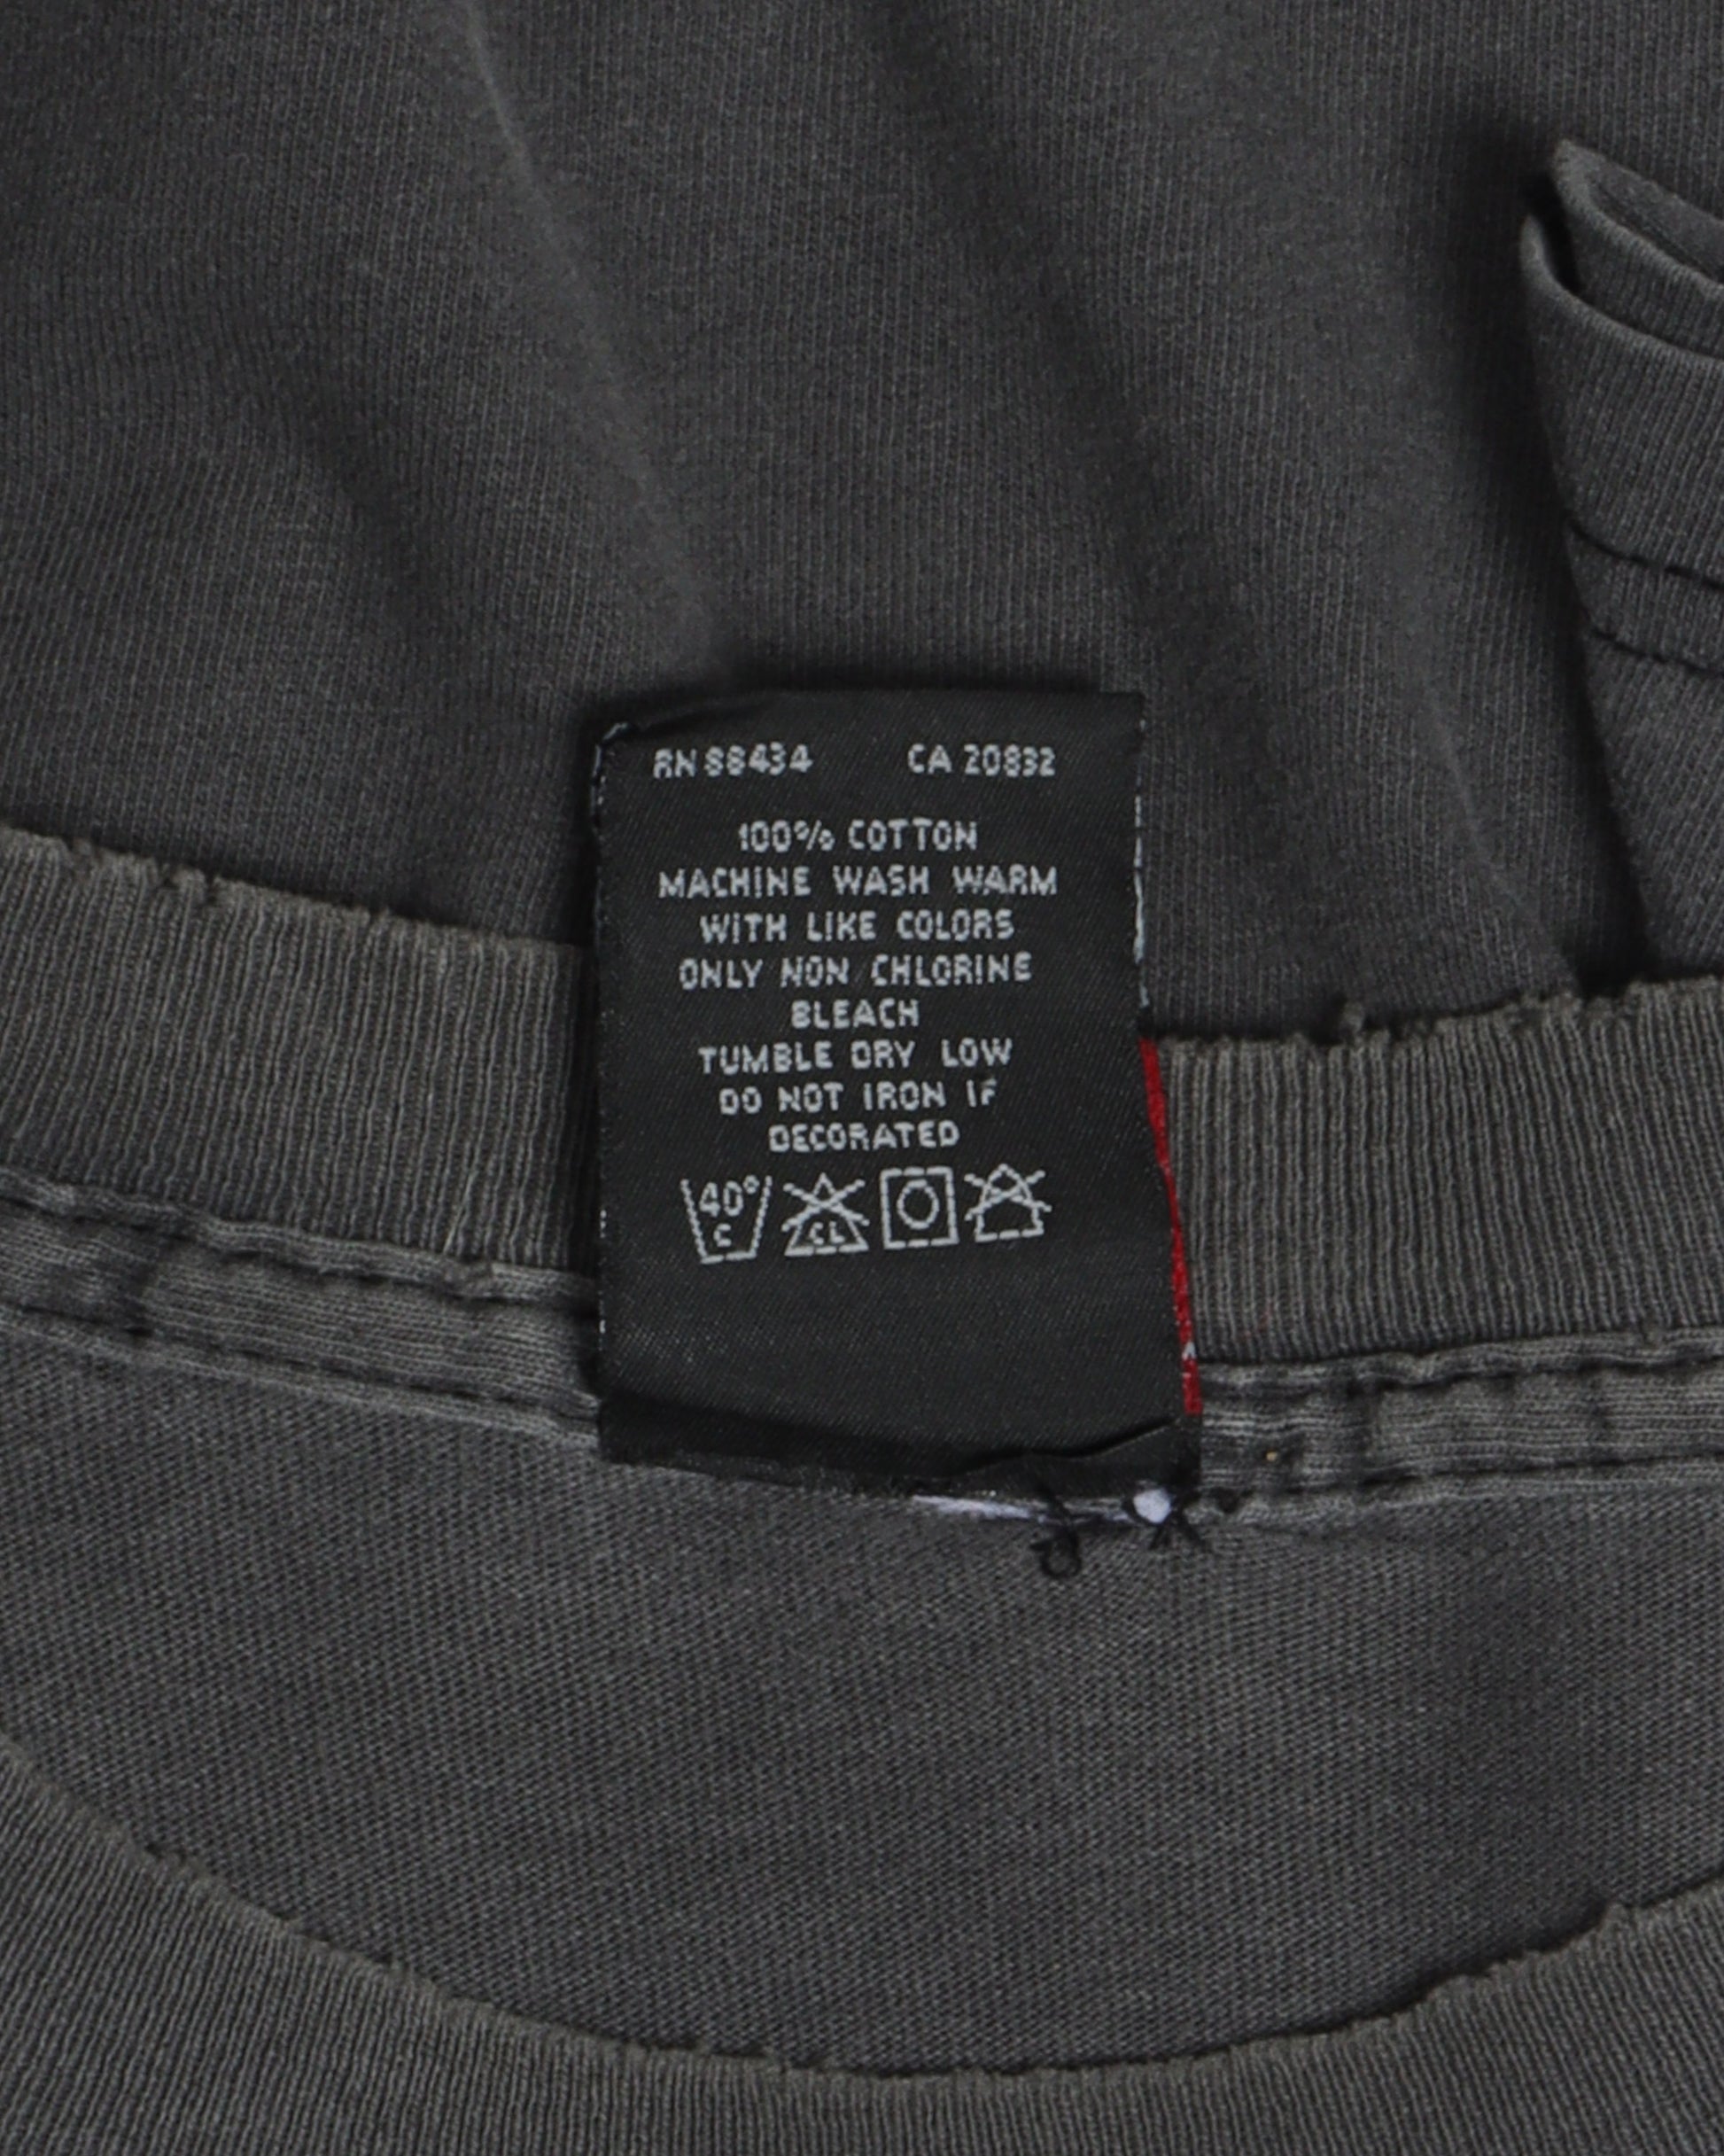 RN 88434 CA 20832
100% COTTON
MACHINE WASH WARM
WITH LIKE COLORS
ONLY NON CHLORINE
BLEACH
TUMBLE DRY LOW
DO NOT IRON IF
DECORATED
40°C CL